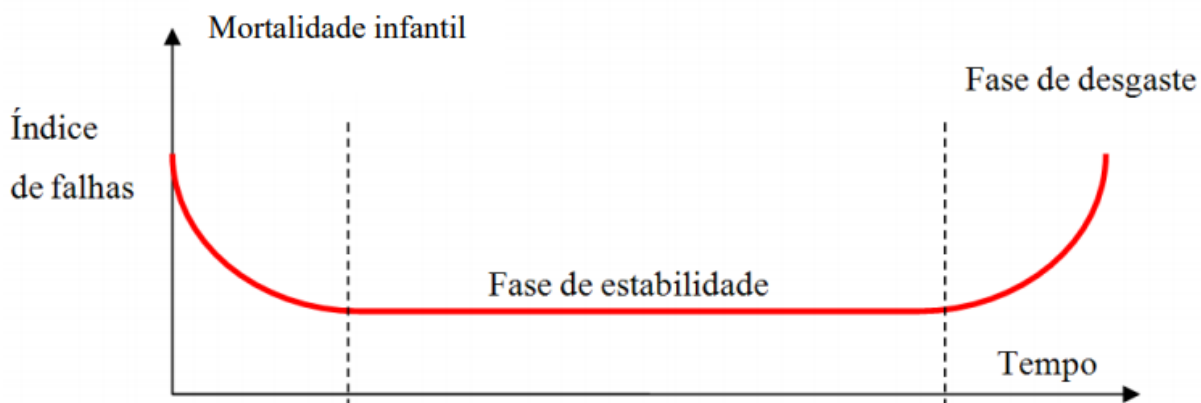 Mortalidade infantil
Fase de desgaste
Índice
de falhas
Fase de estabilidade
Tempo